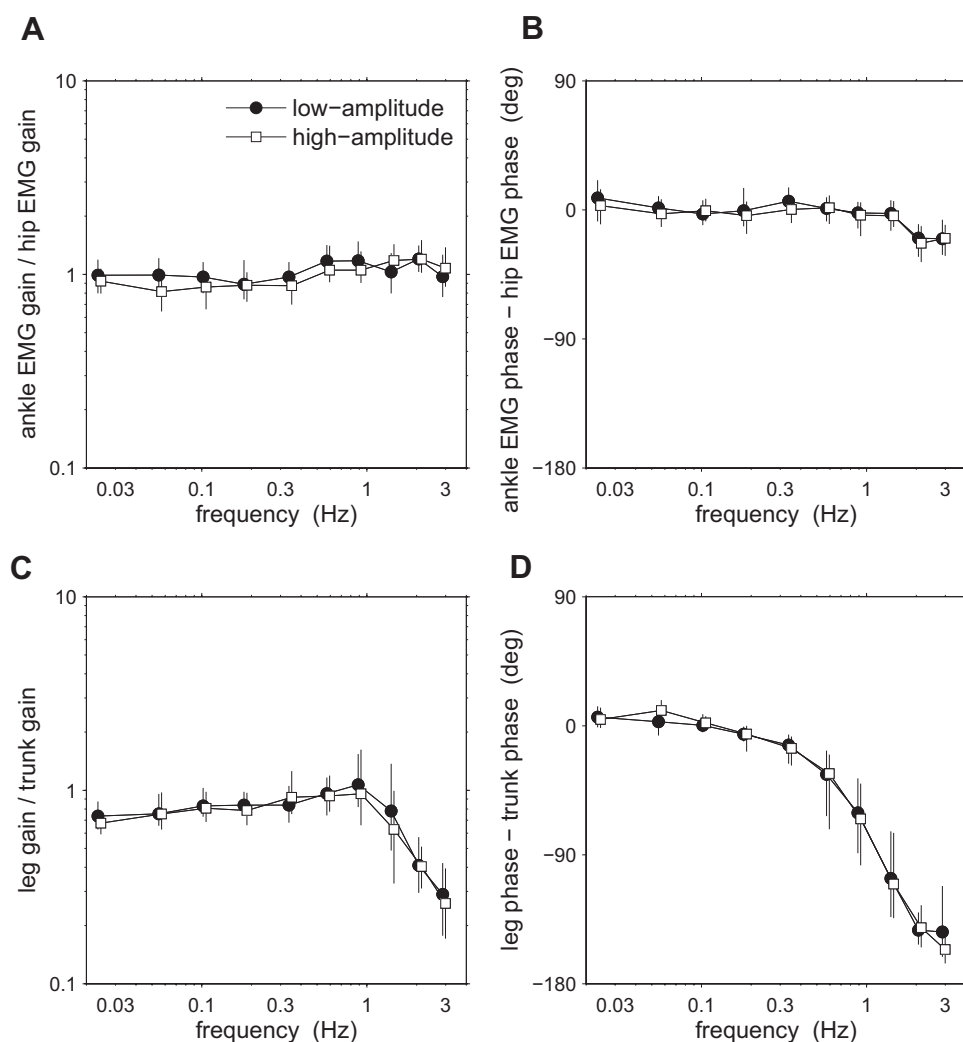 A
10
1
0.1
ankle EMG gain / hip EMG gain
low−amplitude
high−amplitude
0.03 0.1 0.3 1 3
frequency (Hz)
B
90
0
−90
−180
ankle EMG phase − hip EMG phase (deg)
0.03 0.1 0.3 1 3
frequency (Hz)
C
10
1
0.1
leg gain / trunk gain
0.03 0.1 0.3 1 3
frequency (Hz)
D
90
0
−90
−180
leg phase − trunk phase (deg)
0.03 0.1 0.3 1 3
frequency (Hz)